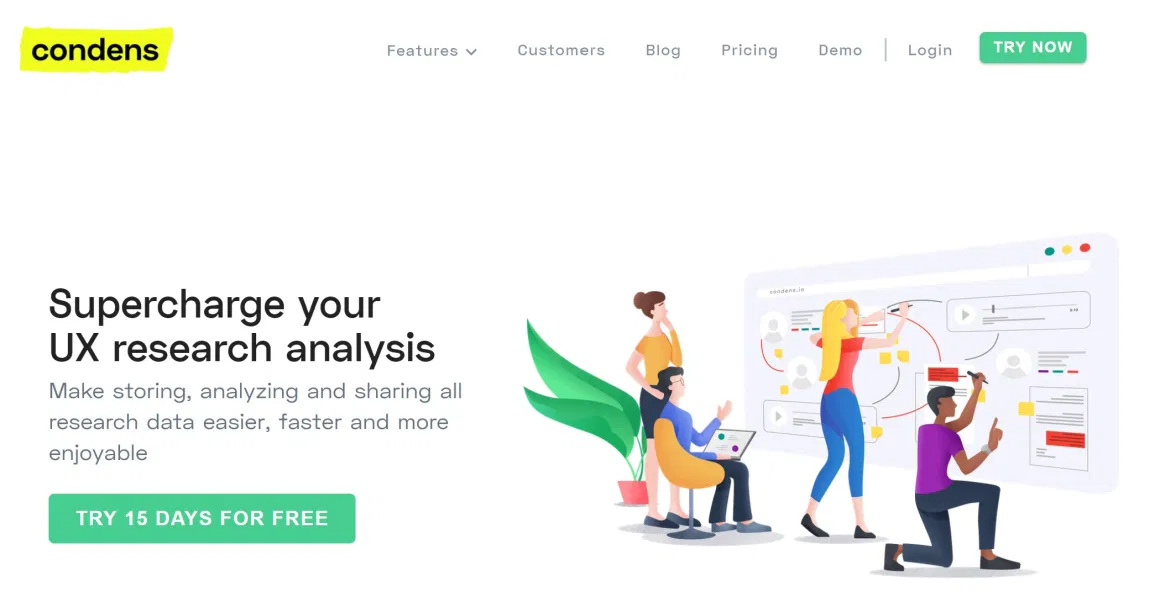 condens
Features
Customers
Blog
Pricing
Demo
Login
TRY NOW
condens.io
Supercharge your
UX research analysis
Make storing, analyzing and sharing all
research data easier, faster and more
enjoyable
TRY 15 DAYS FOR FREE